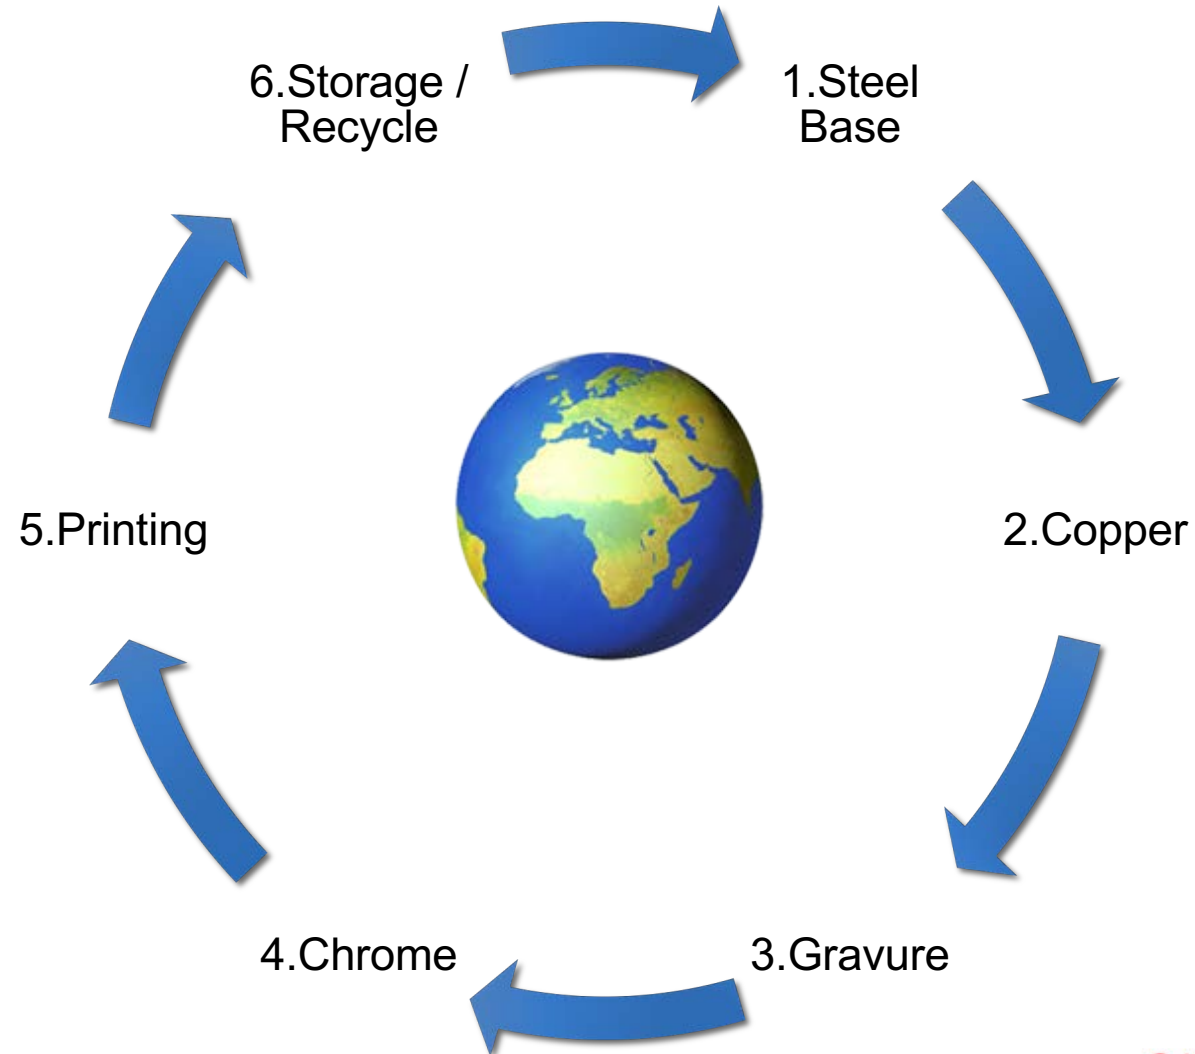 6.Storage /
Recycle
1.Steel
Base
5.Printing
2.Copper
4.Chrome
3.Gravure